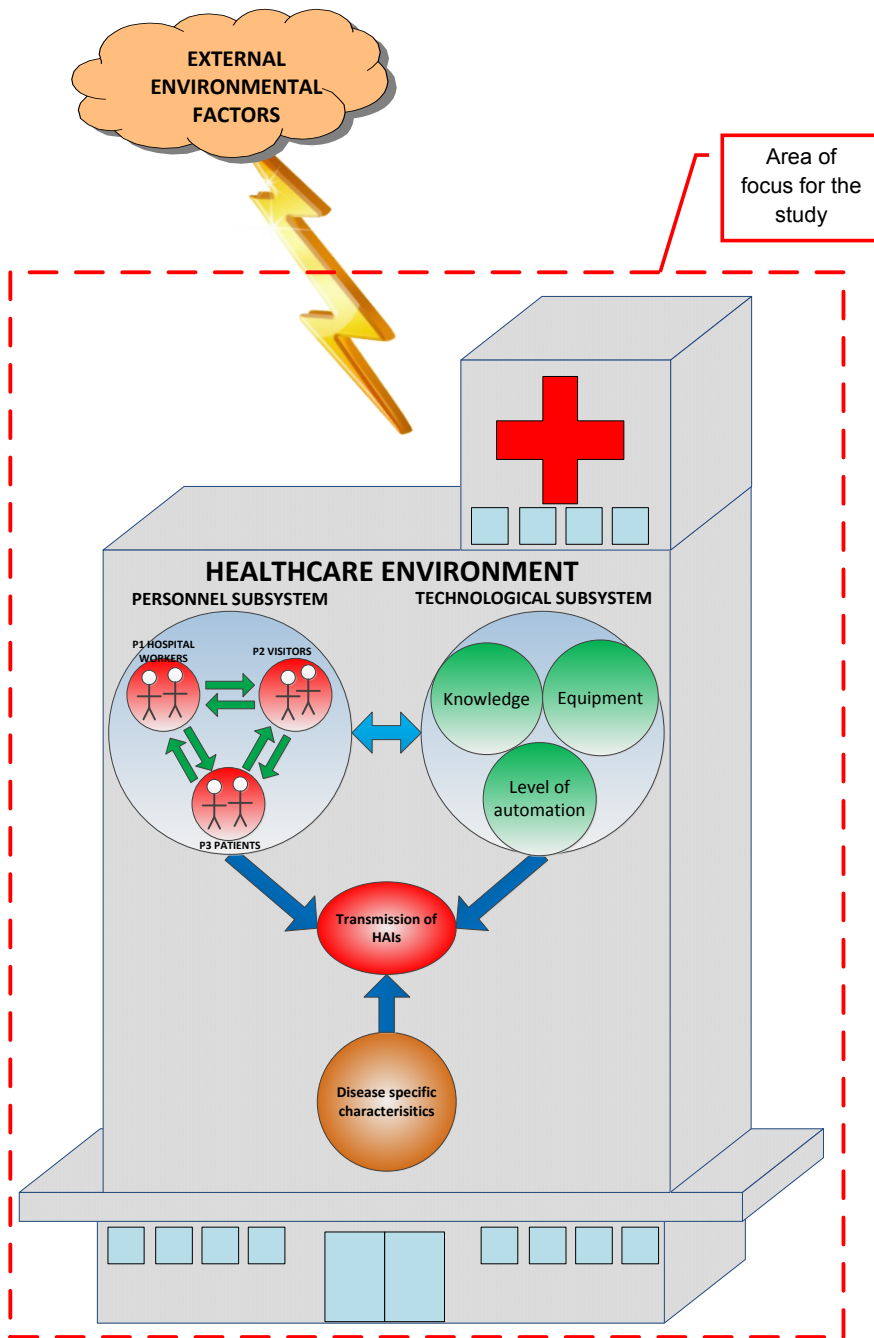 EXTERNAL
ENVIRONMENTAL
FACTORS
Area of
focus for the
study
HEALTHCARE ENVIRONMENT
PERSONNEL SUBSYSTEM
TECHNOLOGICAL SUBSYSTEM
P1 HOSPITAL
WORKERS
P2 VISITORS
P3 PATIENTS
Knowledge
Equipment
Level of
automation
Transmission of
HAIs
Disease specific
characterisitics